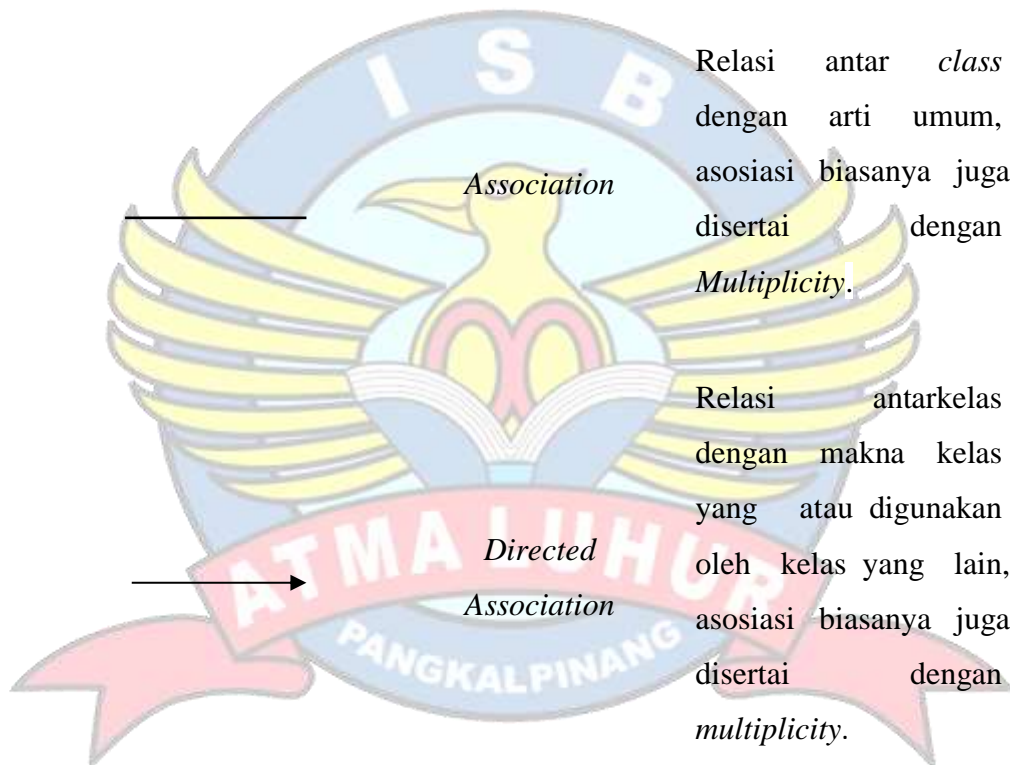 ISB
Association
Relasi antar class
dengan arti umum,
asosiasi biasanya juga
disertai dengan
Multiplicity.
Directed
Association
Relasi antarkelas
dengan makna kelas
yang atau digunakan
oleh kelas yang lain,
asosiasi biasanya juga
disertai dengan
multiplicity.
ATMA LUHUR
PANGKALPINANG